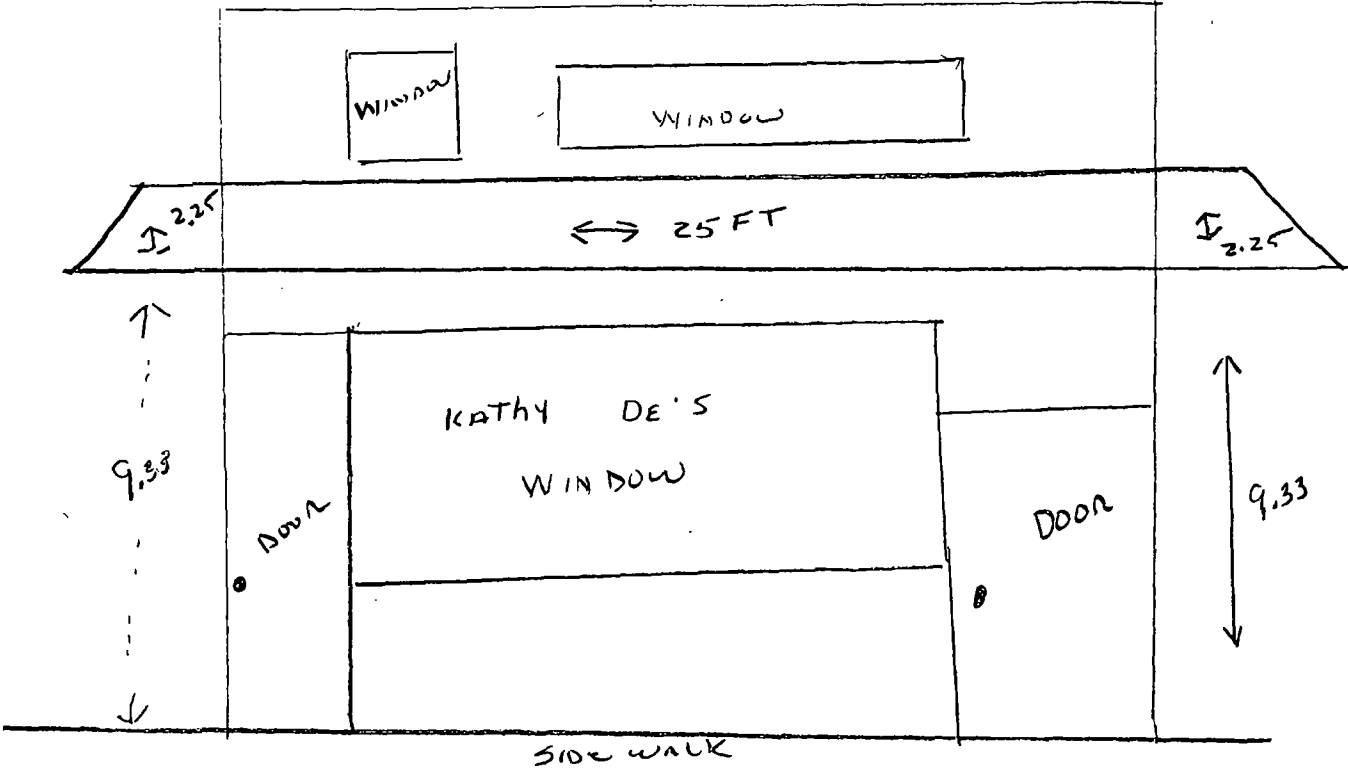 WINDOW
WINDOW
2.25
25 FT
2.25
KATHY DE'S
WINDOW
9.33
DOOR
DOOR
9.33
SIDE WALK